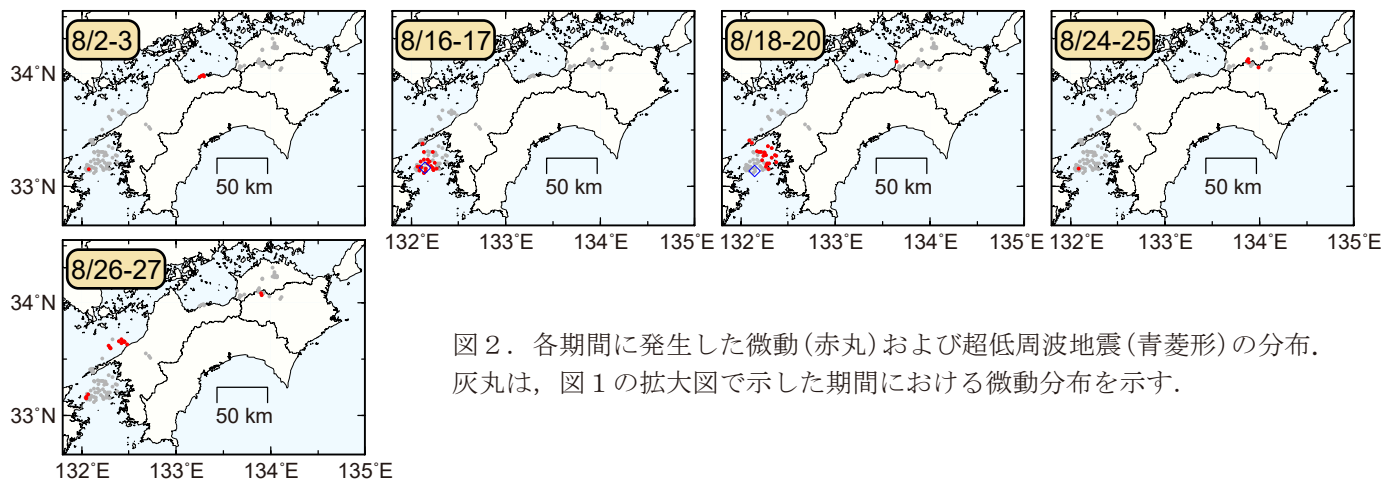 8/2-3
8/16-17
8/18-20
8/24-25
34˚N
33˚N
50 km
50 km
50 km
50 km
132˚E
133˚E
134˚E
135˚E
132˚E
133˚E
134˚E
135˚E
132˚E
133˚E
134˚E
135˚E
8/26-27
34˚N
33˚N
50 km
132˚E
133˚E
134˚E
135˚E
図２．各期間に発生した微動(赤丸)および超低周波地震(青菱形)の分布.
灰丸は，図１の拡大図で示した期間における微動分布を示す.